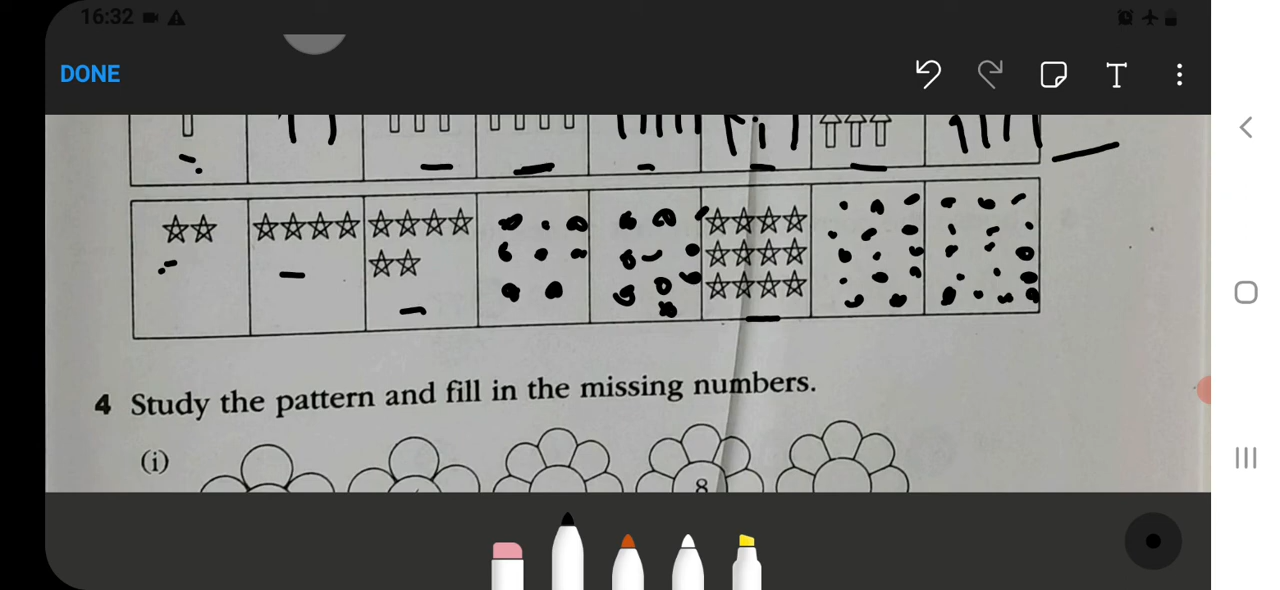 16:32
DONE
T
4 Study the pattern and fill in the missing numbers.
(i)
8